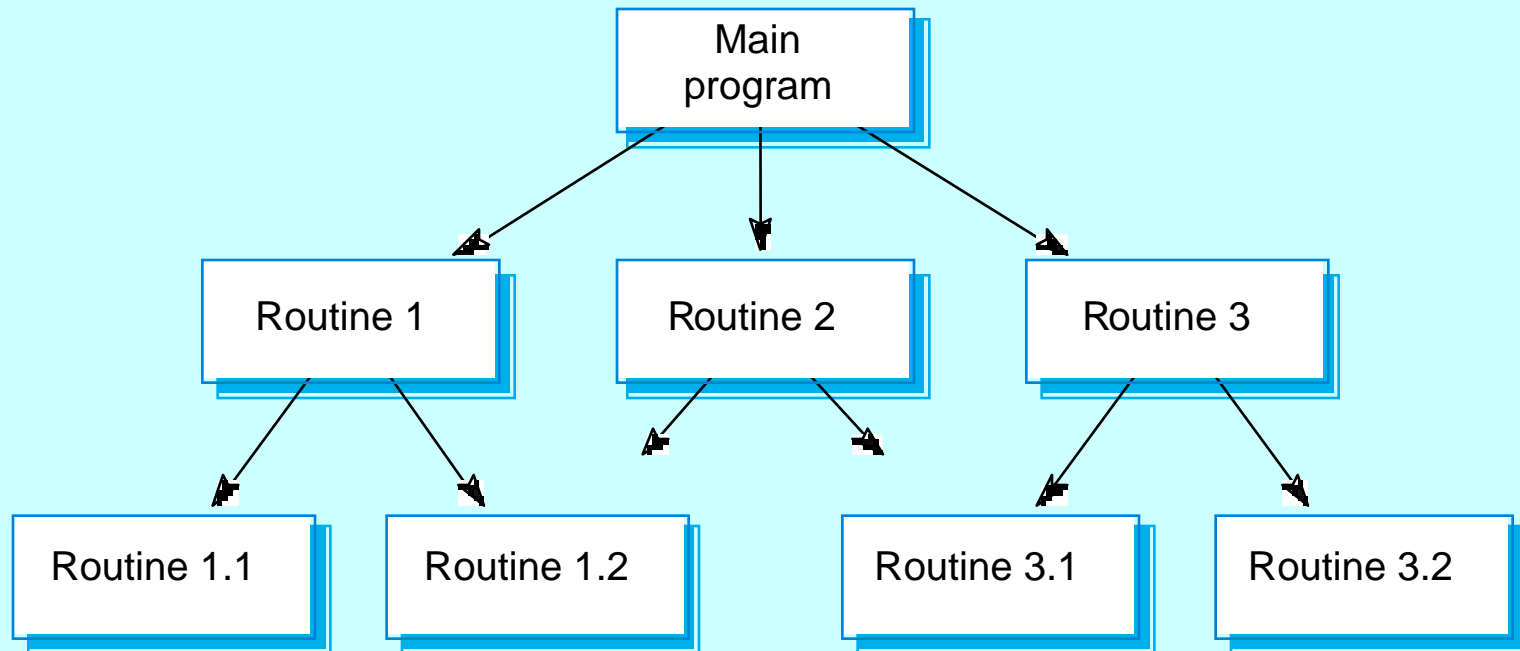 Main
program
Routine 1
Routine 2
Routine 3
Routine 1.1
Routine 1.2
Routine 3.1
Routine 3.2